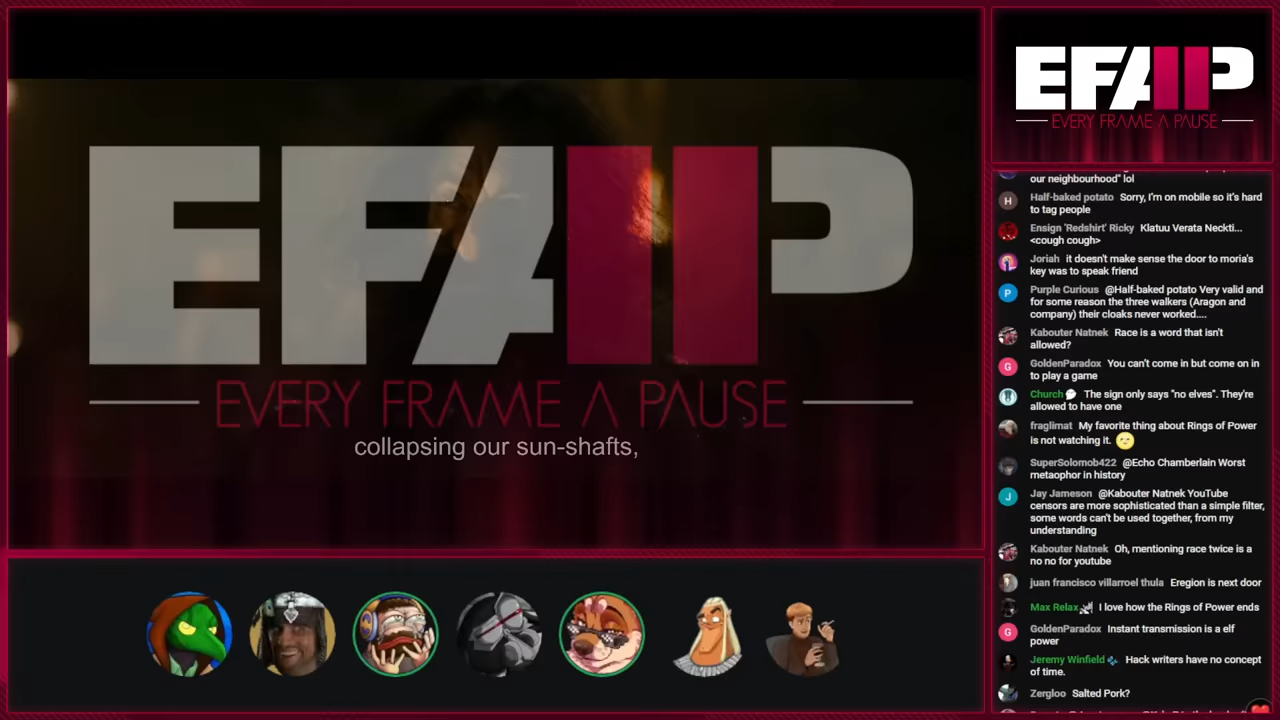 EFAP
EVERY FRAME A PAUSE
collapsing our sun-shafts,
EFAP
EVERY FRAME A PAUSE
our neighbourhood" lol
Half-baked potato Sorry, I'm on mobile so it's hard
to tag people
Ensign 'Redshirt' Ricky Klatuu Verata Neckti...
<cough cough>
Joriah it doesn't make sense the door to moria's
key was to speak friend
Purple Curious @Half-baked potato Very valid and
for some reason the three walkers (Aragon and
company) their cloaks never worked....
Kabouter Natnek Race is a word that isn't
allowed?
GoldenParadox You can't come in but come on in
to play a game
Church The sign only says "no elves". They're
allowed to have one
fraglimat My favorite thing about Rings of Power
is not watching it.
SuperSolomob422 @Echo Chamberlain Worst
metaophor in history
Jay Jameson @Kabouter Natnek YouTube
censors are more sophisticated than a simple filter,
some words can't be used together, from my
understanding
Kabouter Natnek Oh, mentioning race twice is a
no no for youtube
juan francisco villarroel thula Eregion is next door
Max Relax I love how the Rings of Power ends
GoldenParadox Instant transmission is a elf
power
Jeremy Winfield Hack writers have no concept
of time.
Zergloo Salted Pork?